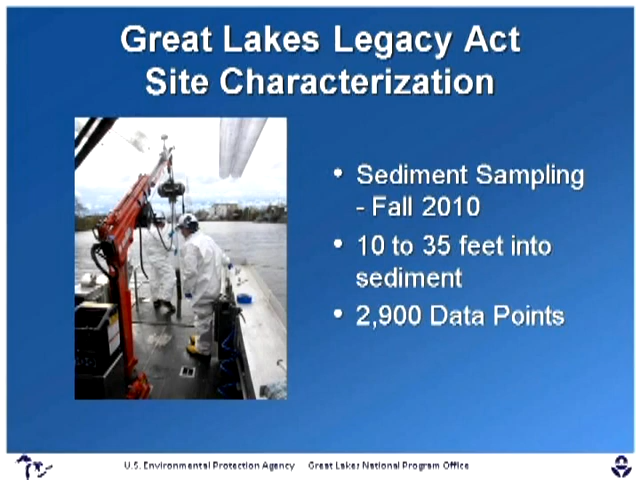 Great Lakes Legacy Act
Site Characterization
• Sediment Sampling
- Fall 2010
• 10 to 35 feet into
sediment
• 2,900 Data Points
U.S. Environmental Protection Agency Great Lakes National Program Office